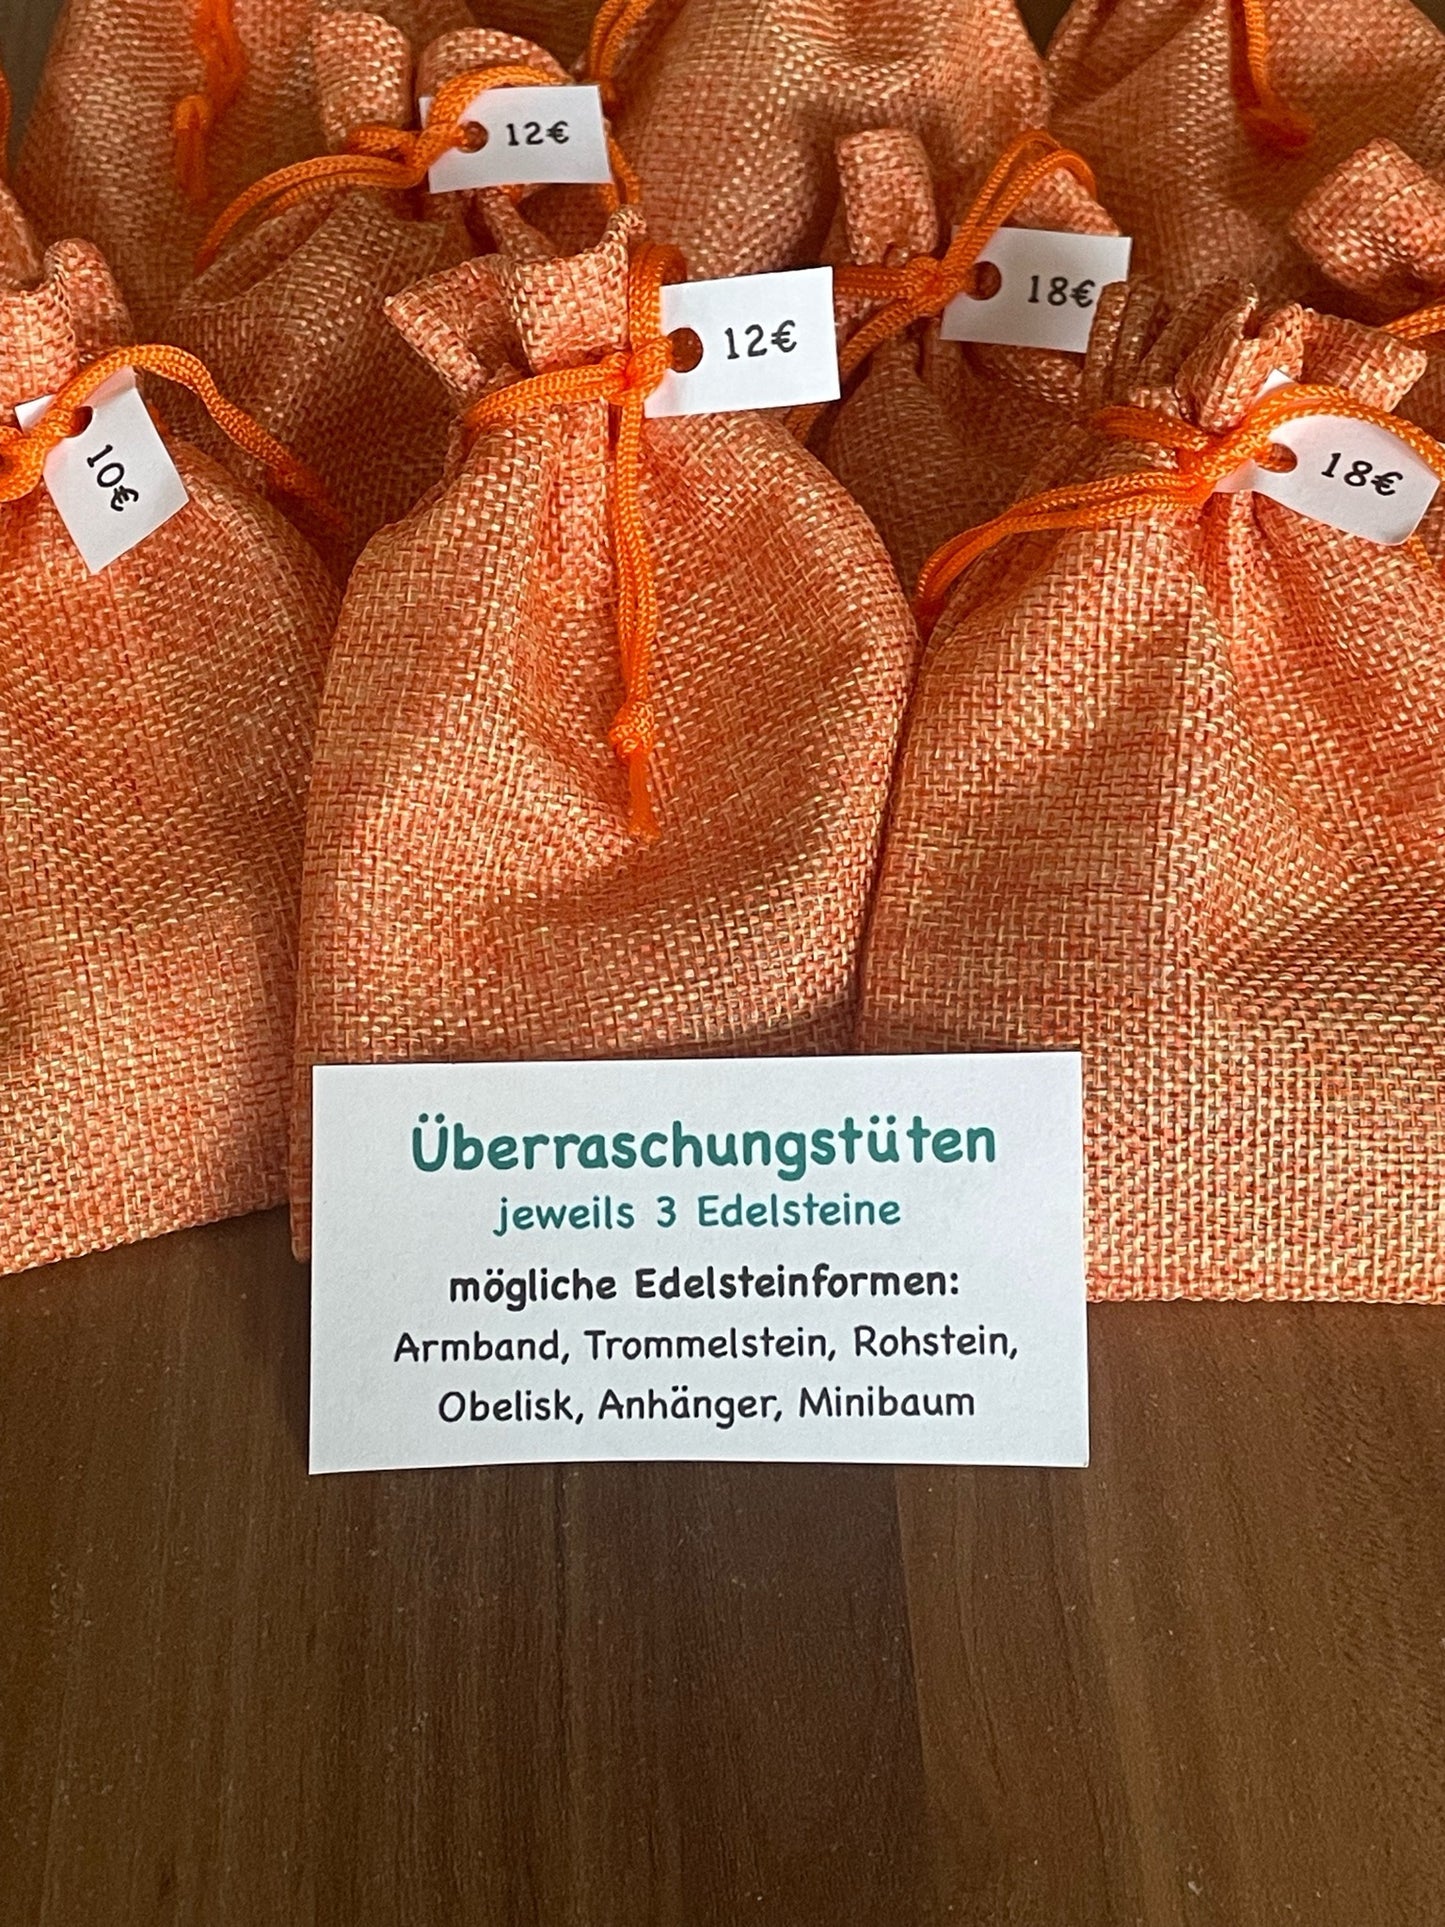 12€
18€
12€
10€
18€
Überraschungstüten
jeweils 3 Edelsteine
mögliche Edelsteinformen:
Armband, Trommelstein, Rohstein,
Obelisk, Anhänger, Minibaum